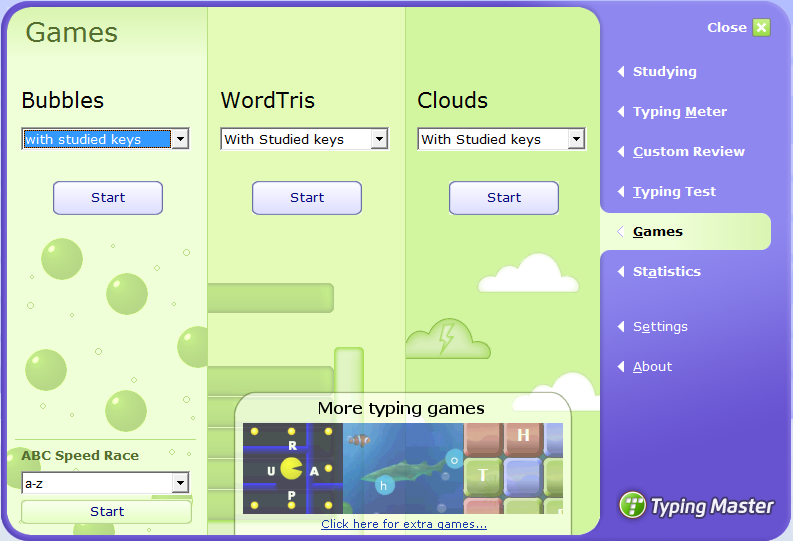 Games
Close
Bubbles
WordTris
Clouds
with studied keys
With Studied keys
With Studied keys
Start
Start
Start
ABC Speed Race
a-z
Start
More typing games
R
U A
P
h
o
H
T
Click here for extra games...
Studying
Typing Meter
Custom Review
Typing Test
Games
Statistics
Settings
About
Typing Master